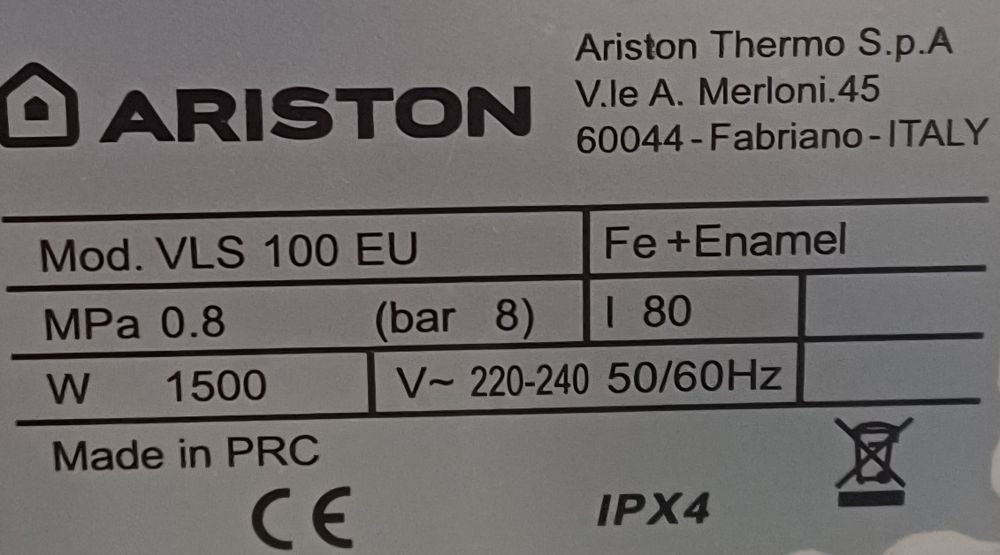 ARISTON
Ariston Thermo S.p.A
V.le A. Merloni.45
60044-Fabriano-ITALY
Mod. VLS 100 EU
Fe+Enamel
MPa 0.8 (bar 8)
l 80
W 1500
V~ 220-240 50/60Hz
Made in PRC
CE
IPX4